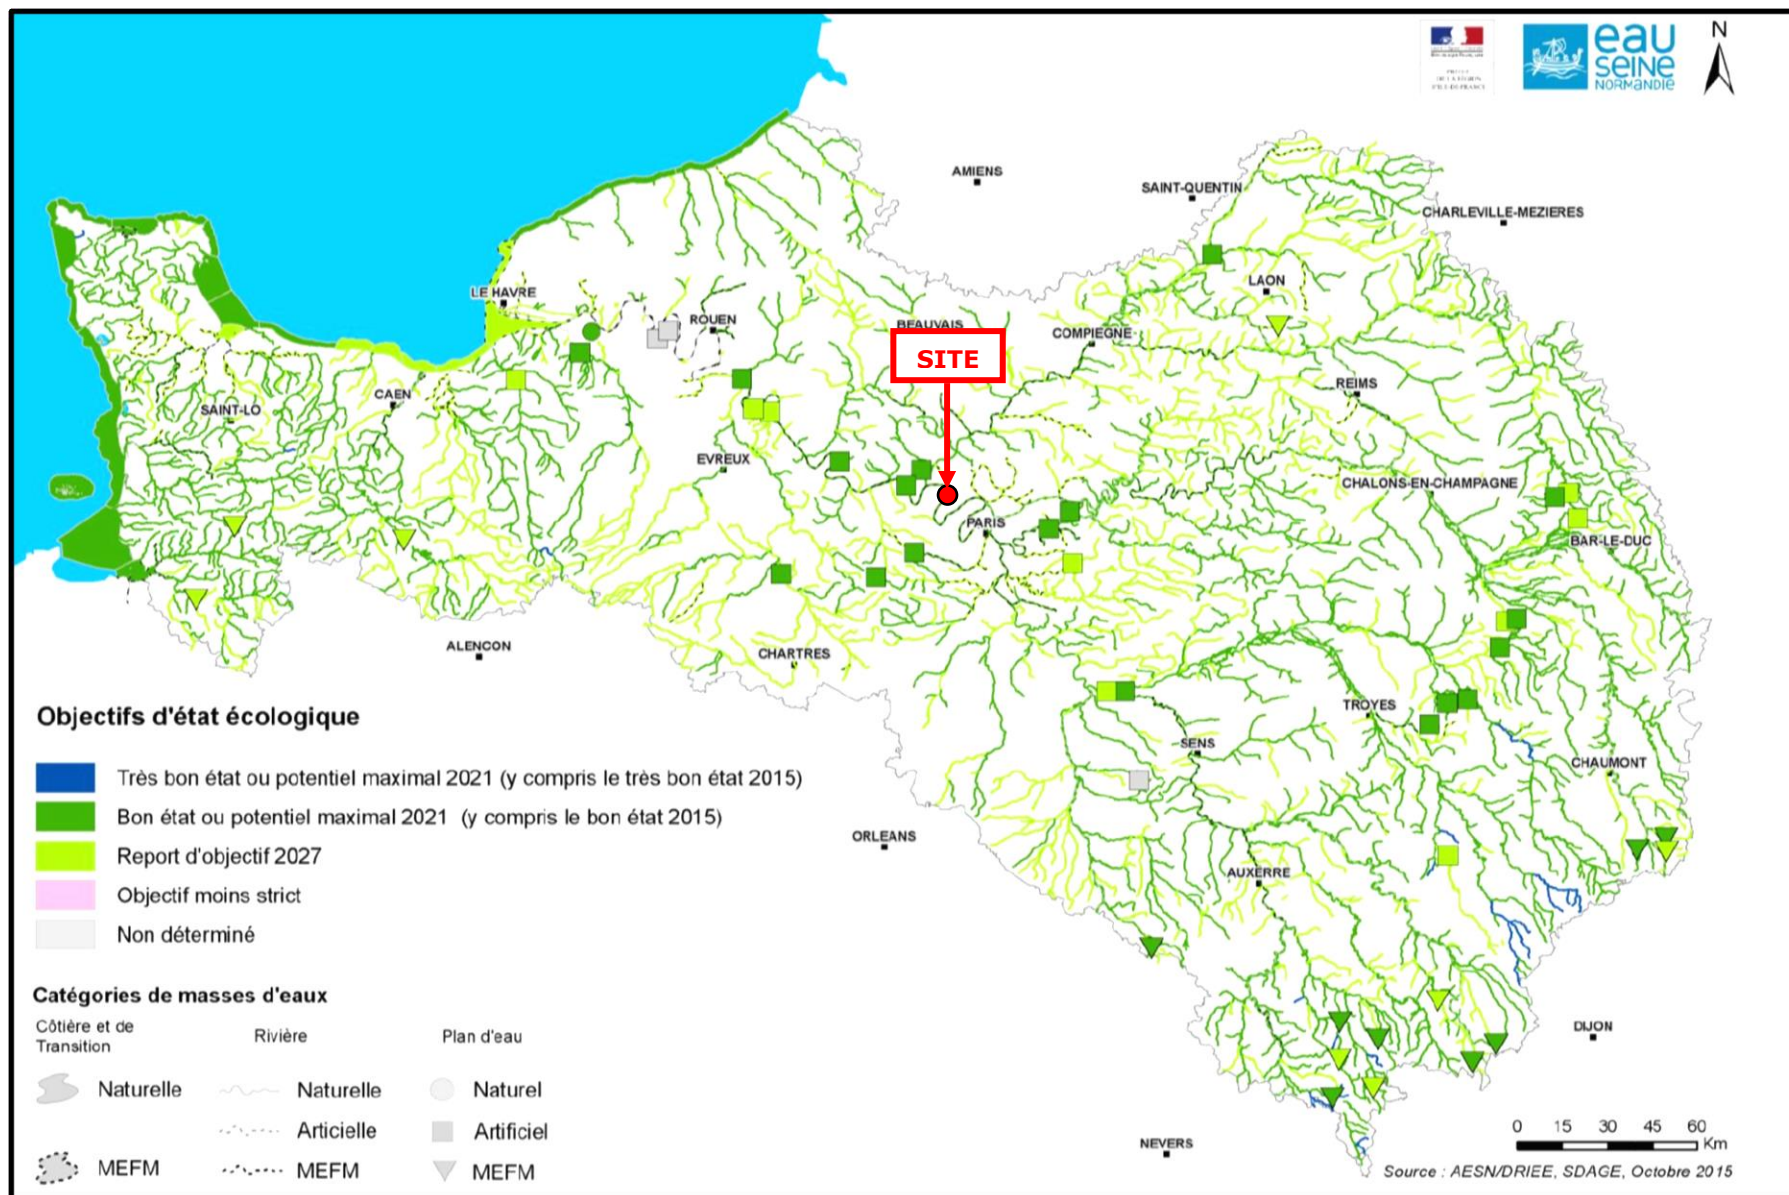 eau
SEINE
NORMANDIE
N
AMIENS
SAINT-QUENTIN
CHARLEVILLE-MEZIERES
LAON
LE HAVRE
ROUEN
BEAUVAIS
COMPIEGNE
SITE
REIMS
CAEN
SAINT-LO
EVREUX
CHALONS-EN-CHAMPAGNE
PARIS
BAR-LE-DUC
ALENCON
CHARTRES
TROYES
SENS
CHAUMONT
ORLEANS
AUXERRE
DIJON
NEVERS
Objectifs d'état écologique
Très bon état ou potentiel maximal 2021 (y compris le très bon état 2015)
Bon état ou potentiel maximal 2021 (y compris le bon état 2015)
Report d'objectif 2027
Objectif moins strict
Non déterminé
Catégories de masses d'eaux
Côtière et de
Transition
Rivière
Plan d'eau
Naturelle
Naturelle
Naturel
Articielle
Artificiel
MEFM
MEFM
MEFM
0 15 30 45 60
Km
Source : AESN/DRIEE, SDAGE, Octobre 2015